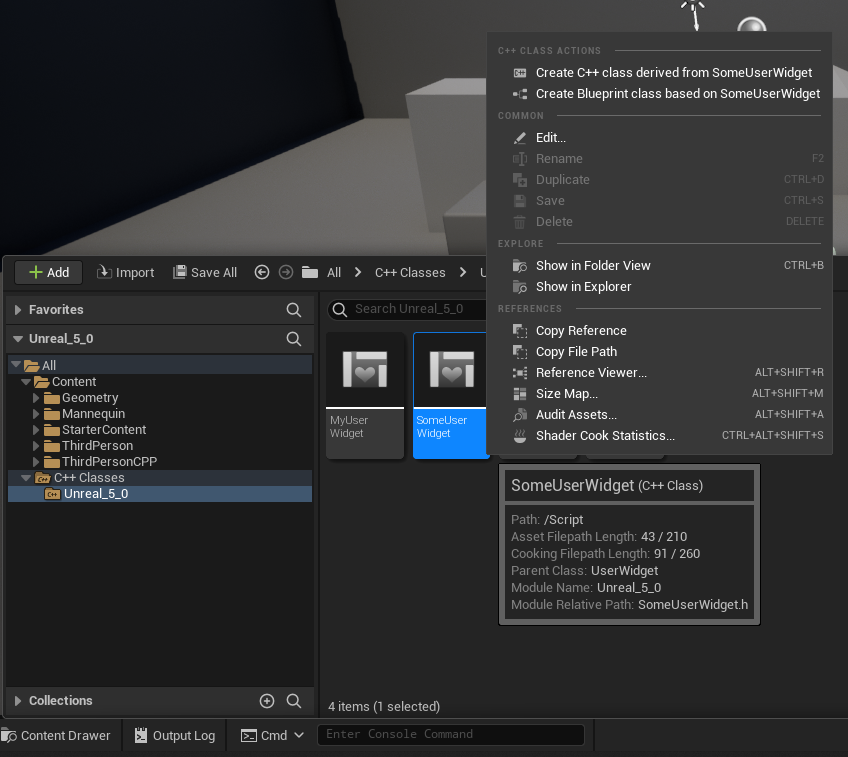 C++ CLASS ACTIONS
Create C++ class derived from SomeUserWidget
Create Blueprint class based on SomeUserWidget
COMMON
Edit...
Rename F2
Duplicate CTRL+D
Save CTRL+S
Delete DELETE
EXPLORE
Show in Folder View CTRL+B
Show in Explorer
REFERENCES
Copy Reference
Copy File Path
Reference Viewer... ALT+SHIFT+R
Size Map... ALT+SHIFT+M
Audit Assets... ALT+SHIFT+A
Shader Cook Statistics... CTRL+ALT+SHIFT+S
Add Import Save All All C++ Classes
Favorites
Search Unreal_5_0
Unreal_5_0
All
Content
Geometry
Mannequin
StarterContent
ThirdPerson
ThirdPersonCPP
C++ Classes
Unreal_5_0
MyUser
Widget
SomeUser
Widget
SomeUserWidget (C++ Class)
Path: /Script
Asset Filepath Length: 43 / 210
Cooking Filepath Length: 91 / 260
Parent Class: UserWidget
Module Name: Unreal_5_0
Module Relative Path: SomeUserWidget.h
Collections
4 items (1 selected)
Content Drawer Output Log Cmd Enter Console Command